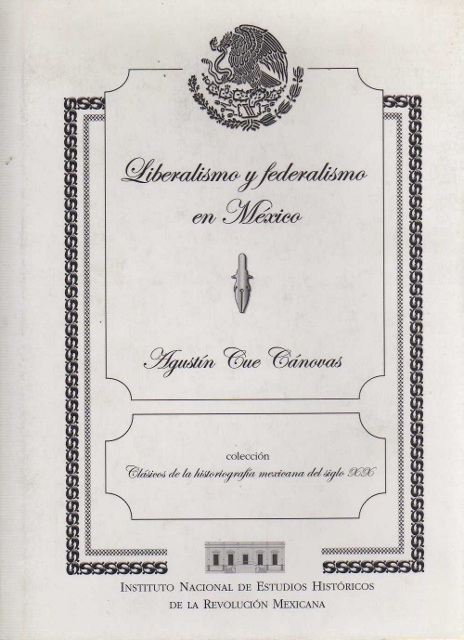 Liberalismo y federalismo
en México
Agustín Cue Cánovas
colección
Clásicos de la historiografía mexicana del siglo XX
INSTITUTO NACIONAL DE ESTUDIOS HISTÓRICOS
DE LA REVOLUCIÓN MEXICANA